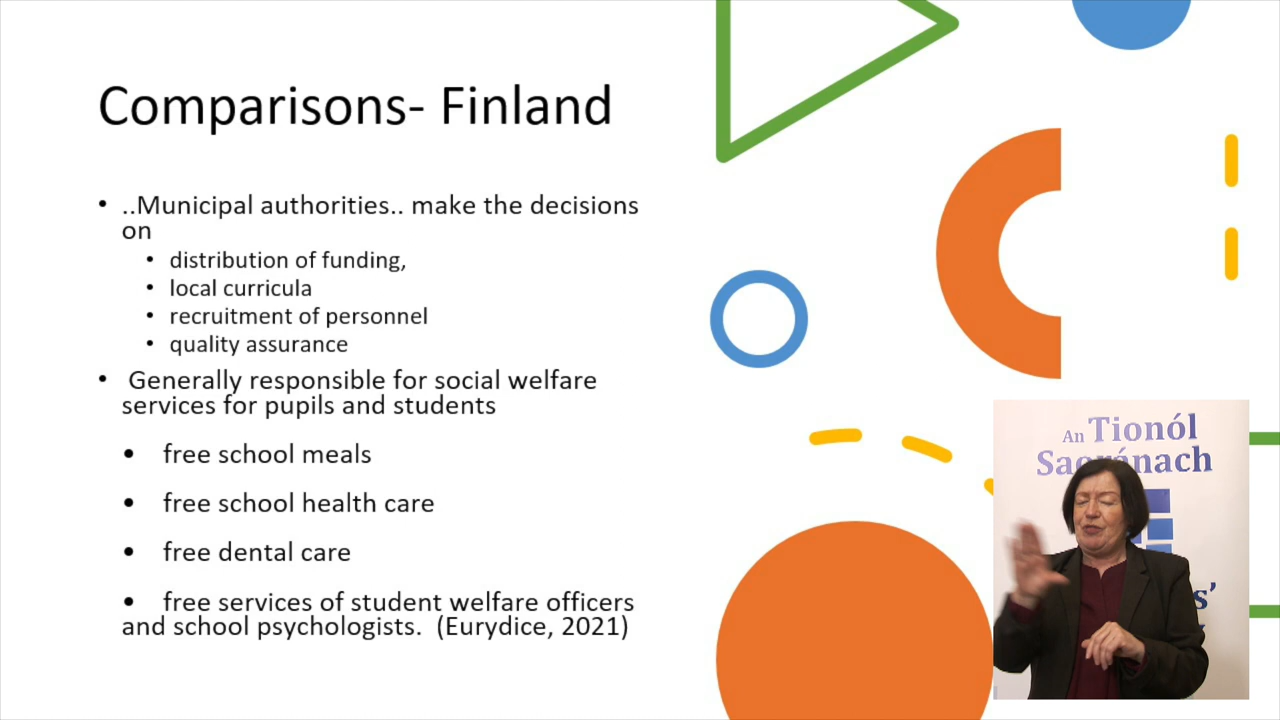 Comparisons- Finland
• ..Municipal authorities.. make the decisions
on
• distribution of funding,
• local curricula
• recruitment of personnel
• quality assurance
• Generally responsible for social welfare
services for pupils and students
• free school meals
• free school health care
• free dental care
• free services of student welfare officers
and school psychologists. (Eurydice, 2021)
An Tionól